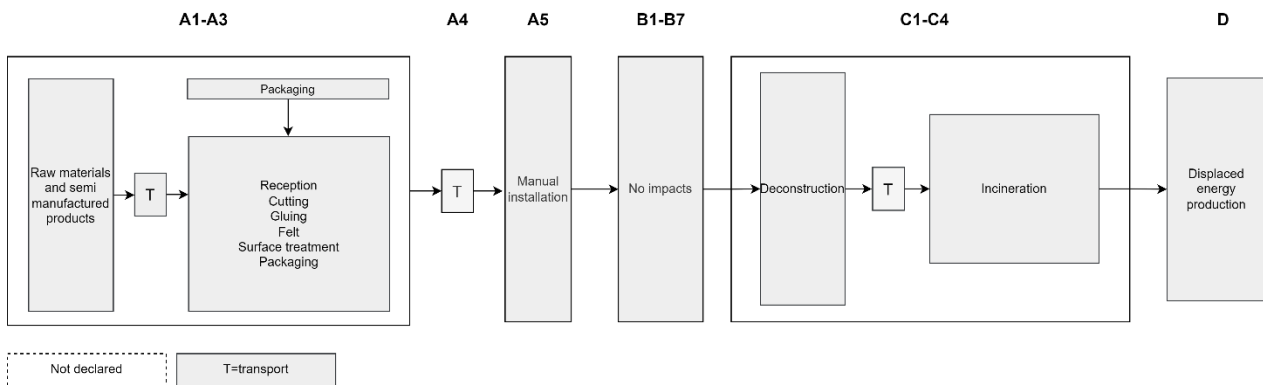 A1-A3
A4
A5
B1-B7
C1-C4
D
Packaging
Raw materials
and semi
manufactured
products
T
Reception
Cutting
Gluing
Felt
Surface treatment
Packaging
T
Manual
installation
No impacts
Deconstruction
T
Incineration
Displaced
energy
production
Not declared
T=transport